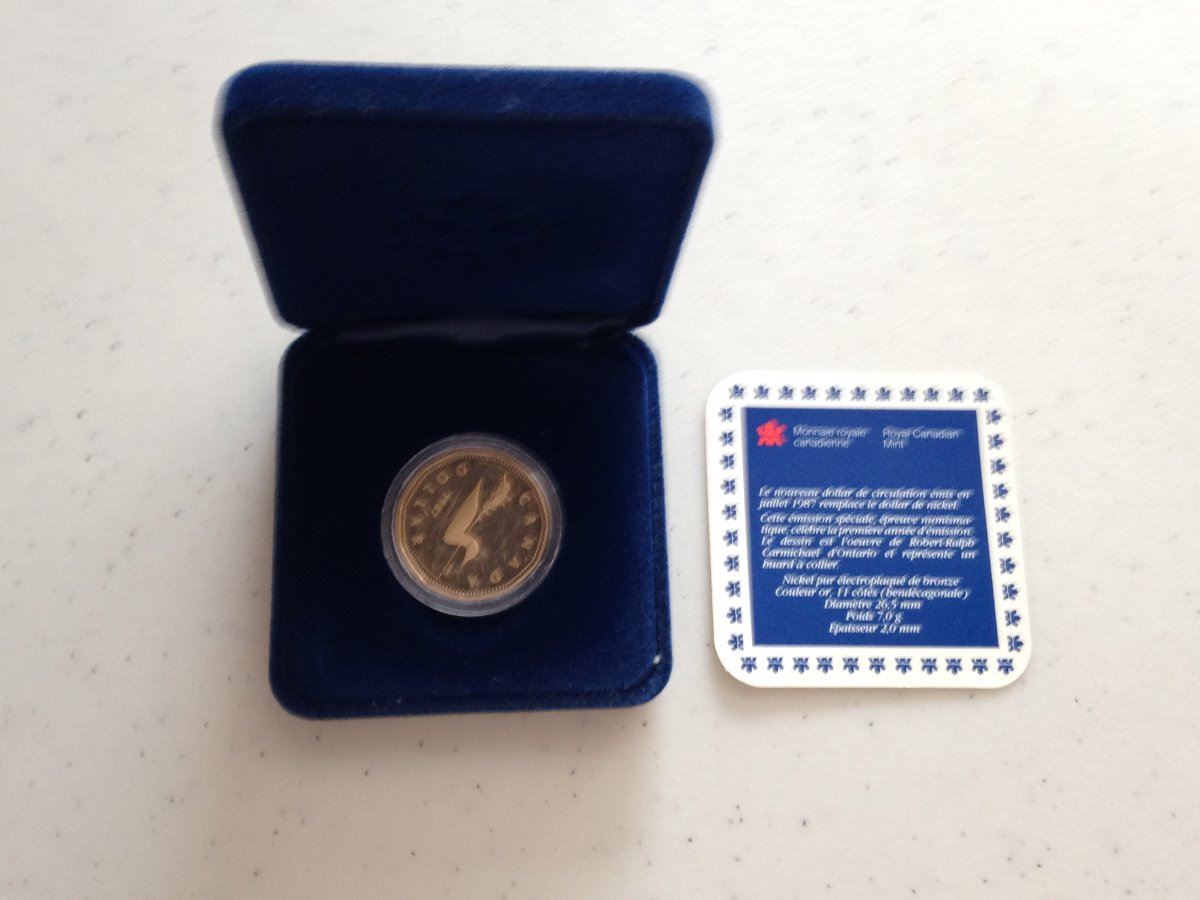 Monnaie royale
canadienne
Royal Canadian
Mint
Le nouveau dollar de circulation émis en
juillet 1987 remplace le dollar de nickel.
Cette émission spéciale, épreuve numisma-
tique, célèbre la première année d'émission.
Le dessin est l'oeuvre de Robert-Ralph
Carmichael d'Ontario et représente un
huard à collier.
Nickel pur électroplaqué de bronze
Couleur or, 11 côtés (hendécagonale)
Diamètre 26,5 mm
Poids 7,0 g
Épaisseur 2,0 mm
CANADA